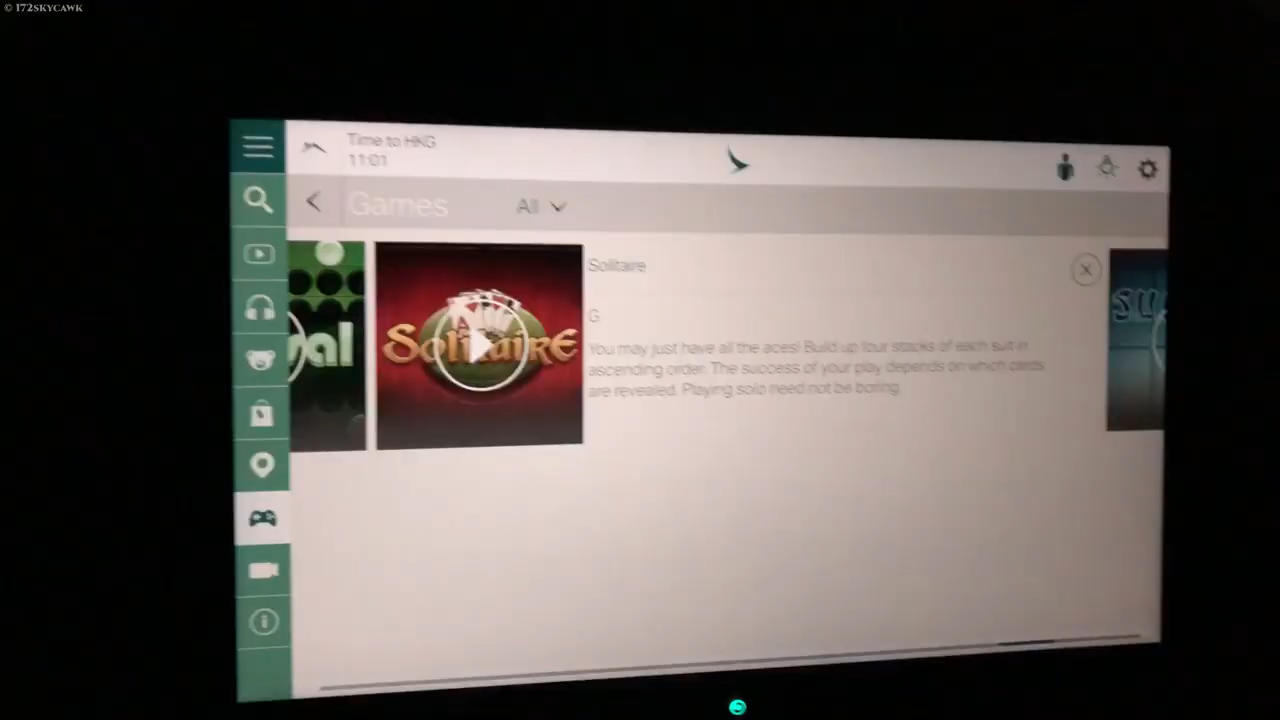 © 172SKYCAWK
Time to HKG
11:01
Games
All
val
Solitaire
SU
Solitaire
G
You may just have all the aces! Build up four stacks of each suit in
ascending order. The success of your play depends on which cards
are revealed. Playing solo need not be boring.